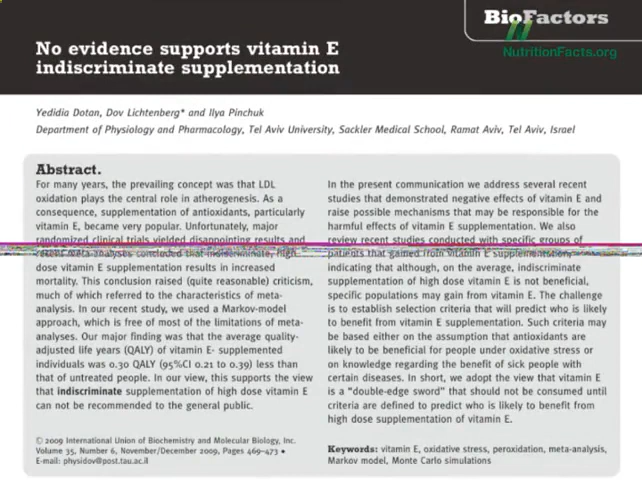 BioFactors
NutritionFacts.org
No evidence supports vitamin E
indiscriminate supplementation
Yedidia Dotan, Dov Lichtenberg* and Ilya Pinchuk
Department of Physiology and Pharmacology, Tel Aviv University, Sackler Medical School, Ramat Aviv, Tel Aviv, Israel
Abstract.
For many years, the prevailing concept was that LDL
oxidation plays the central role in atherogenesis. As a
consequence, supplementation of antioxidants, particularly
vitamin E, became very popular. Unfortunately, major
randomized clinical trials yielded disappointing results and
recent meta-analyses concluded that indiscriminate, high
dose vitamin E supplementation results in increased
mortality. This conclusion raised (quite reasonable) criticism,
much of which referred to the characteristics of meta-
analysis. In our recent study, we used a Markov-model
approach, which is free of most of the limitations of meta-
analyses. Our major finding was that the average quality-
adjusted life years (QALY) of vitamin E- supplemented
individuals was 0.30 QALY (95%CI 0.21 to 0.39) less than
that of untreated people. In our view, this supports the view
that indiscriminate supplementation of high dose vitamin E
can not be recommended to the general public.
In the present communication we address several recent
studies that demonstrated negative effects of vitamin E and
raise possible mechanisms that may be responsible for the
harmful effects of vitamin E supplementation. We also
review recent studies conducted with specific groups of
patients that gained from vitamin E supplementation,
indicating that although, on the average, indiscriminate
supplementation of high dose vitamin E is not beneficial,
specific populations may gain from vitamin E. The challenge
is to establish selection criteria that will predict who is likely
to benefit from vitamin E supplementation. Such criteria may
be based either on the assumption that antioxidants are
likely to be beneficial for people under oxidative stress or
on knowledge regarding the benefit of sick people with
certain diseases. In short, we adopt the view that vitamin E
is a “double-edge sword” that should not be consumed until
criteria are defined to predict who is likely to benefit from
high dose supplementation of vitamin E.
© 2009 International Union of Biochemistry and Molecular Biology, Inc.
Volume 35, Number 6, November/December 2009, Pages 469–473 •
E-mail: physidov@post.tau.ac.il
Keywords: vitamin E, oxidative stress, peroxidation, meta-analysis,
Markov model, Monte Carlo simulations